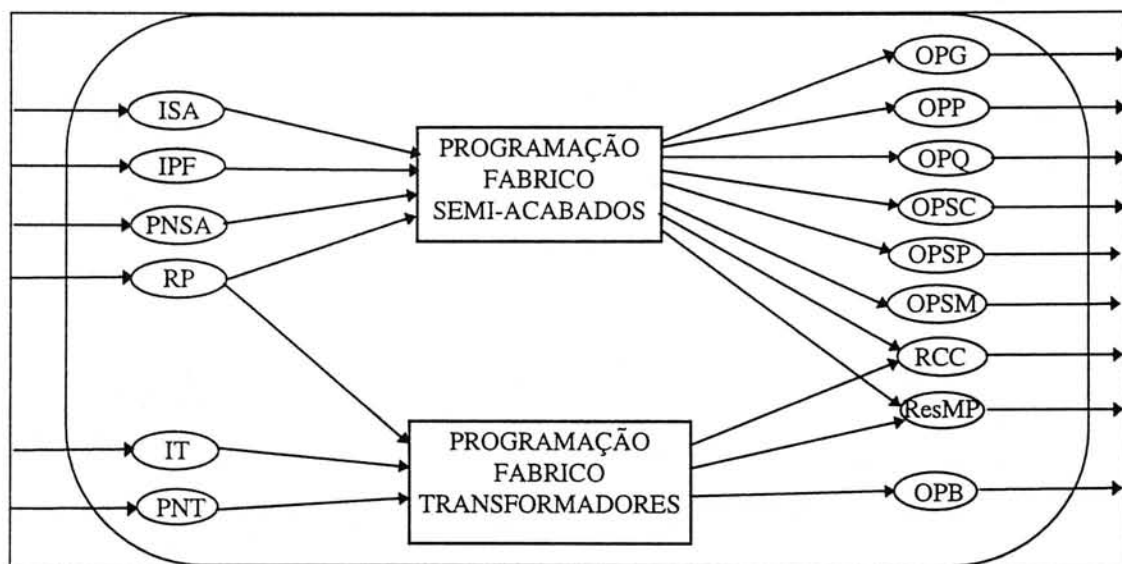 ISA
IPF
PNSA
RP
IT
PNT
PROGRAMAÇÃO
FABRICO
SEMI-ACABADOS
PROGRAMAÇÃO
FABRICO
TRANSFORMADORES
OPG
OPP
OPQ
OPSC
OPSP
OPSM
RCC
ResMP
OPB